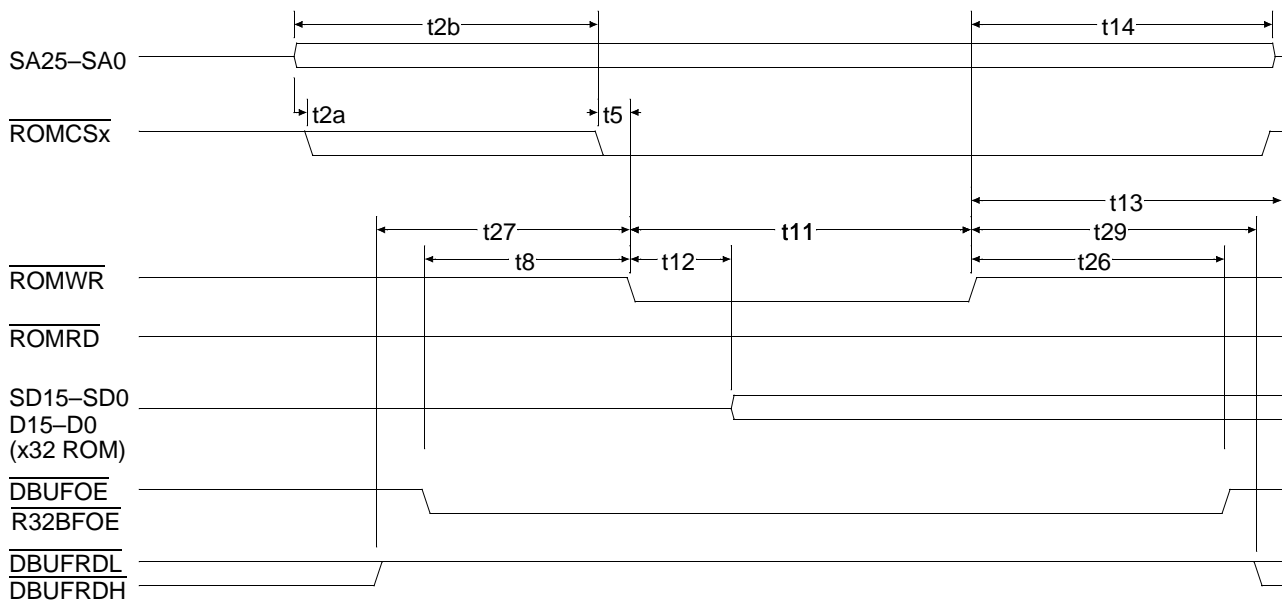 t2b
t14
SA25–SA0
t2a
t5
ROMCSx
t13
t27
t11
t29
t8
t12
t26
ROMWR
ROMRD
SD15–SD0
D15–D0
(x32 ROM)
DBUFOE
R32BFOE
DBUFRDL
DBUFRDH